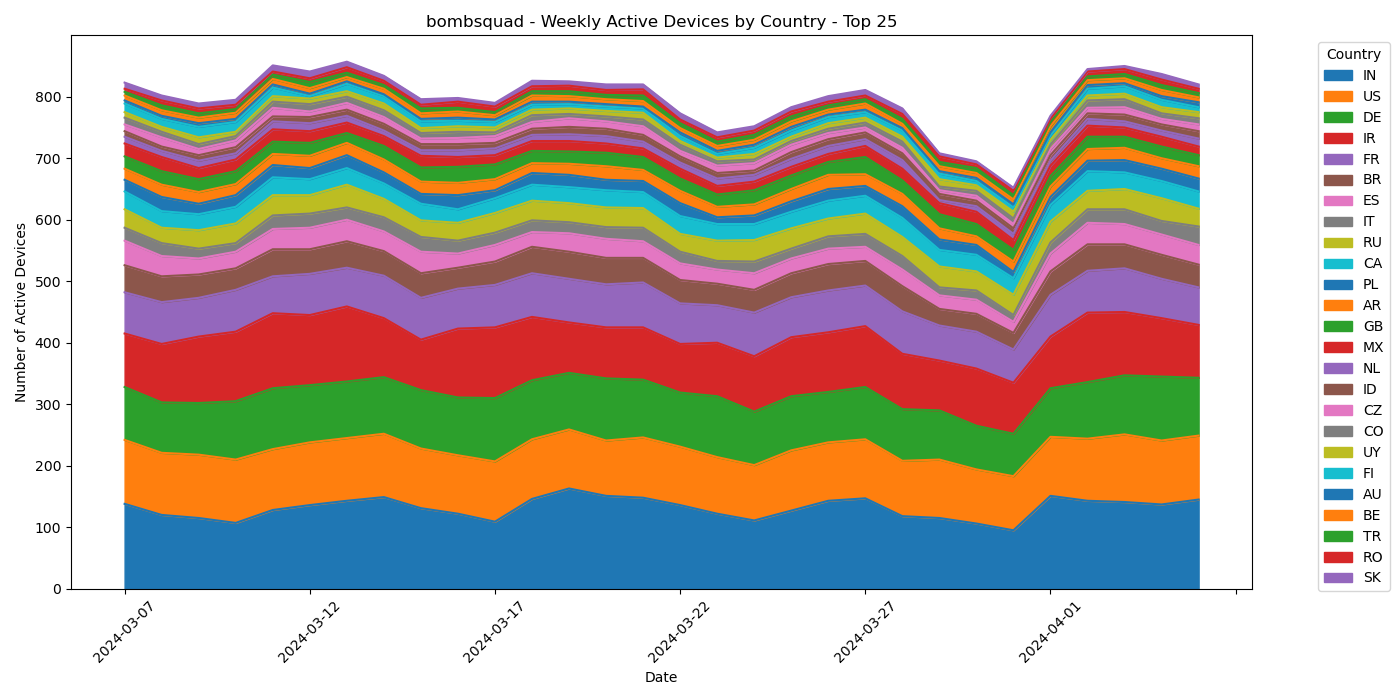 bombsquad - Weekly Active Devices by Country - Top 25
Number of Active Devices
800
700
600
500
400
300
200
100
0
2024-03-07
2024-03-12
2024-03-17
2024-03-22
2024-03-27
2024-04-01
Date
Country
IN
US
DE
IR
FR
BR
ES
IT
RU
CA
PL
AR
GB
MX
NL
ID
CZ
CO
UY
FI
AU
BE
TR
RO
SK